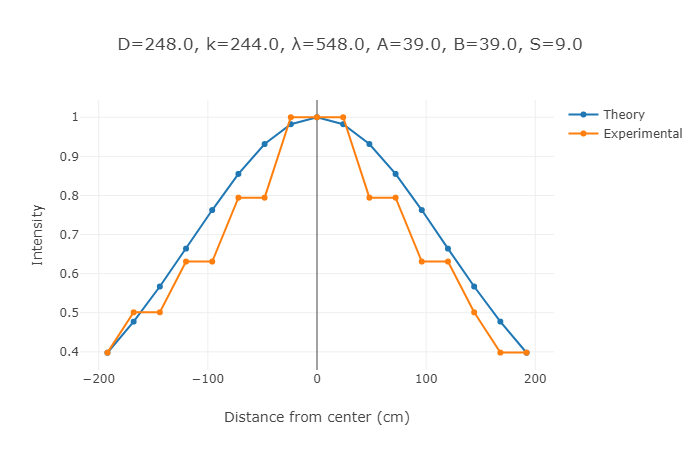 D=248.0, k=244.0, λ=548.0, A=39.0, B=39.0, S=9.0
Theory
Experimental
Intensity
1
0.9
0.8
0.7
0.6
0.5
0.4
−200
−100
0
100
200
Distance from center (cm)